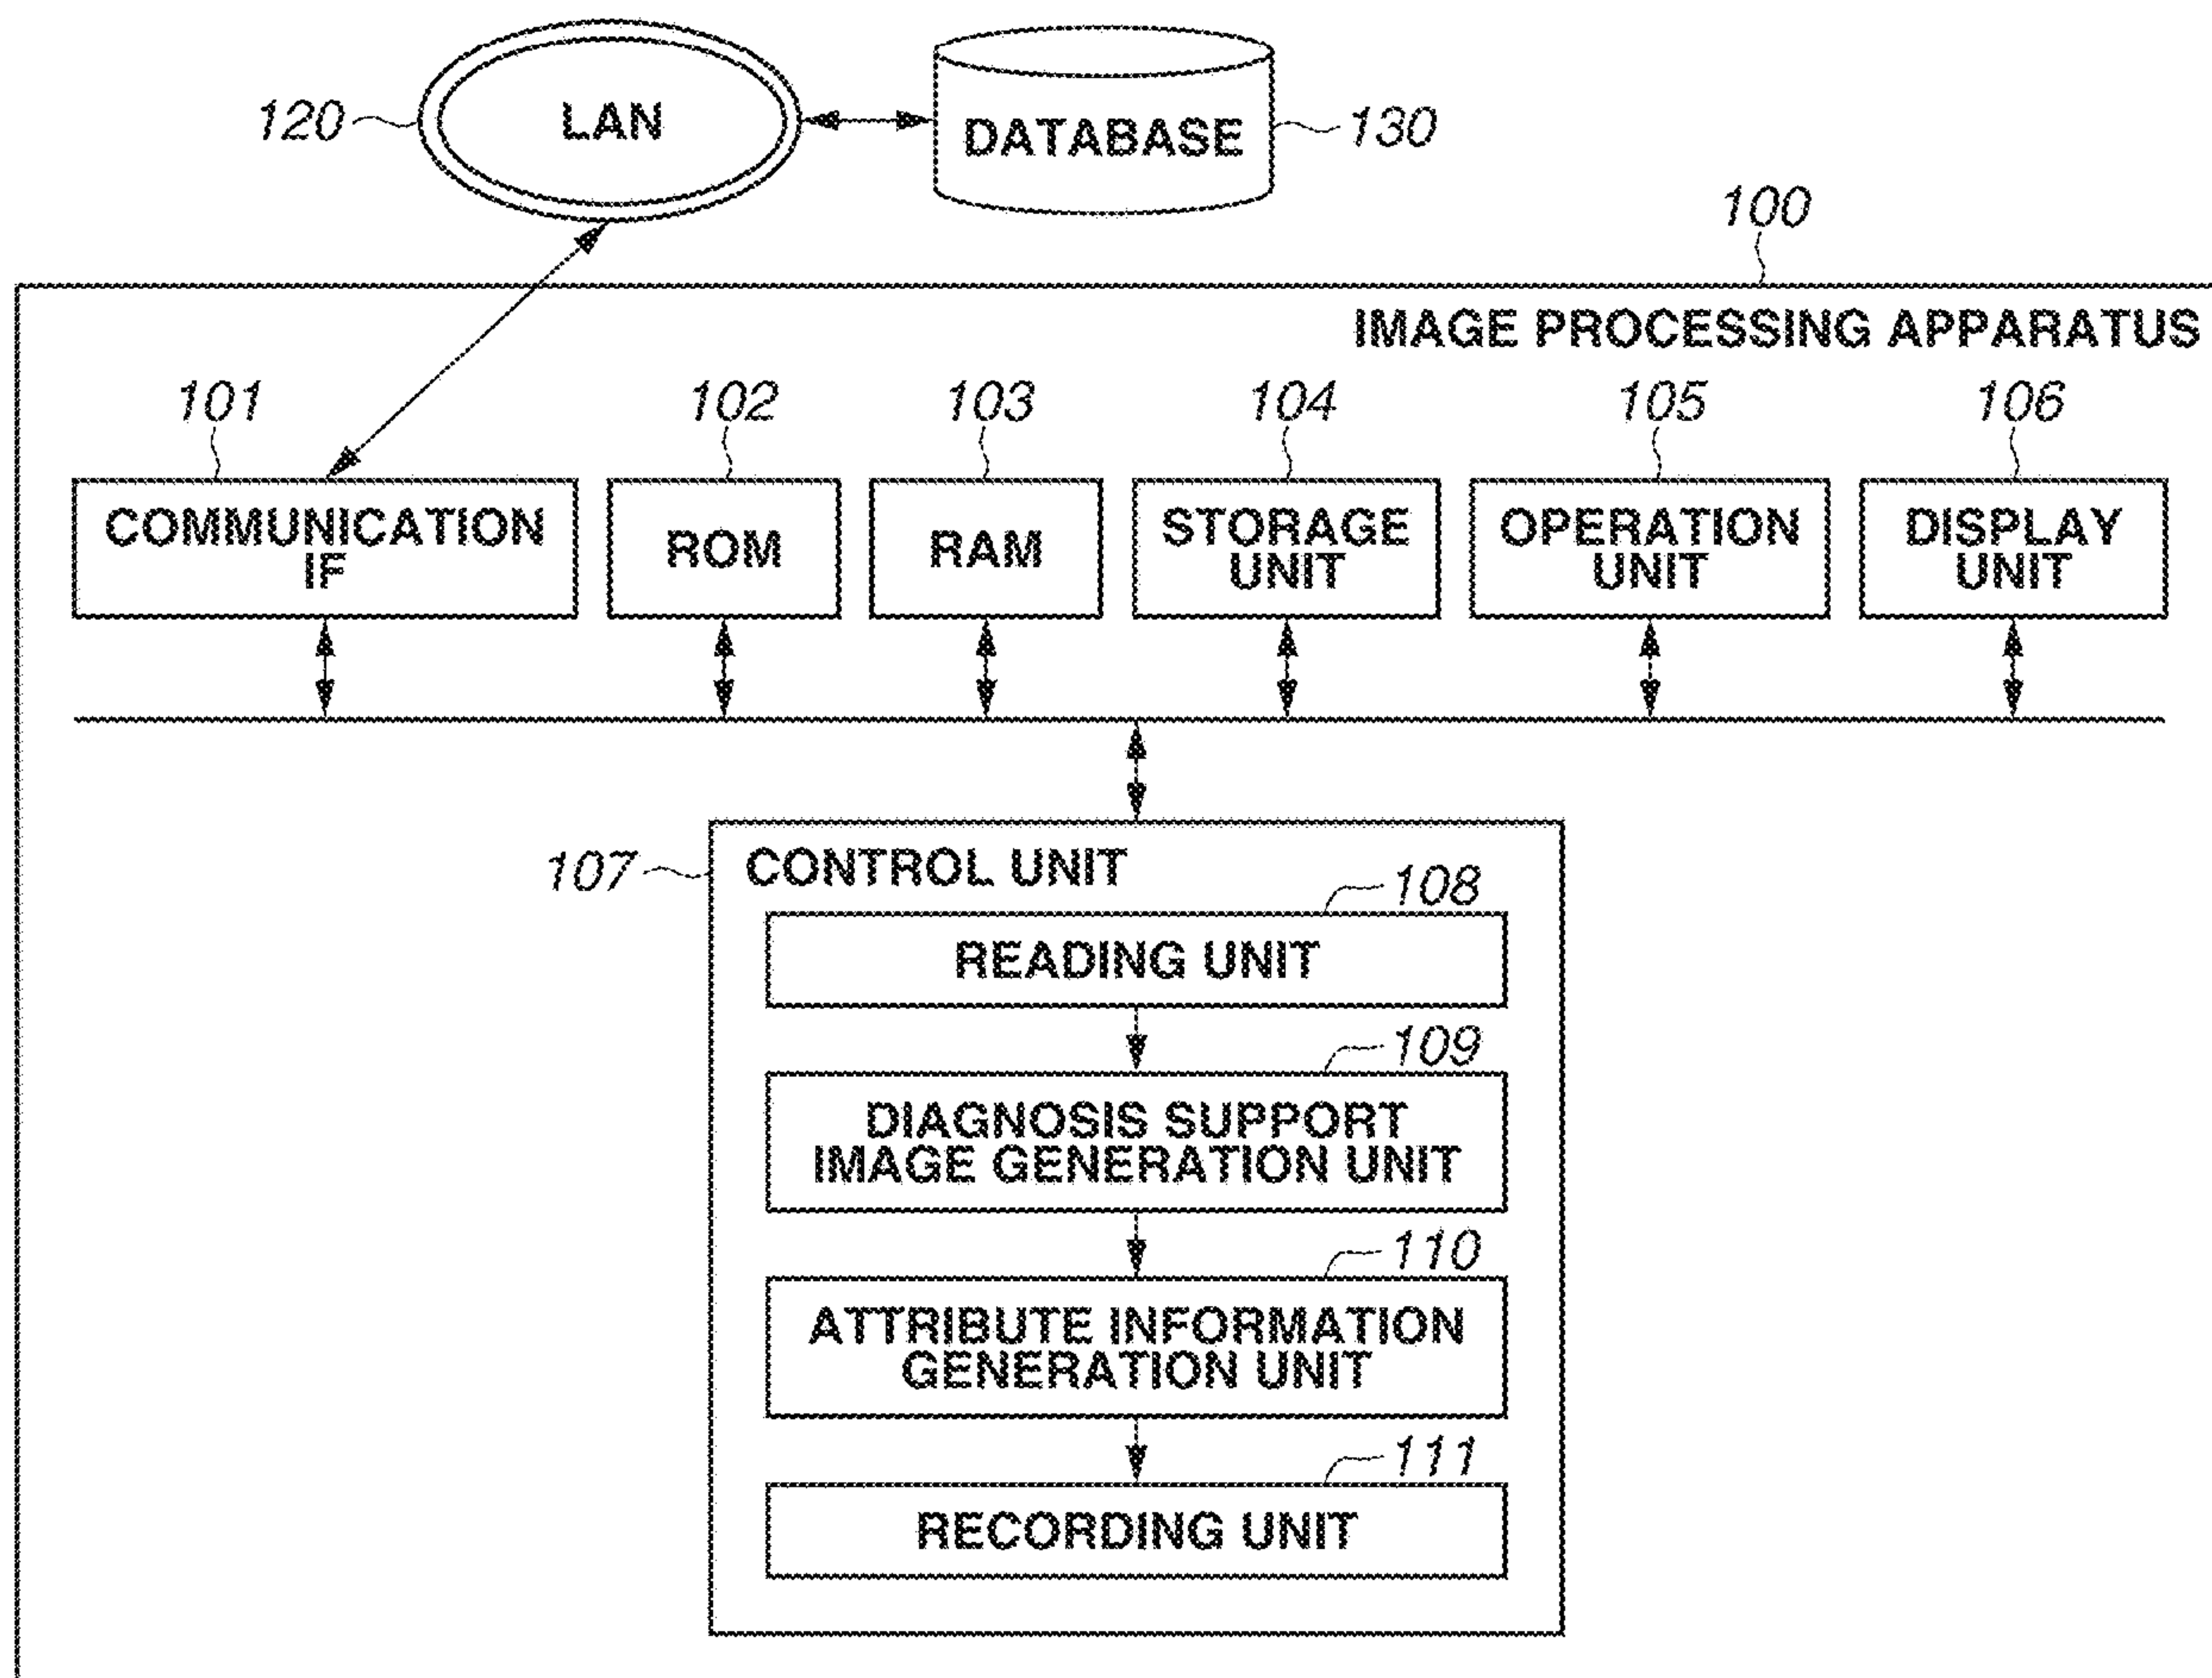 120
LAN
DATABASE
130
100
IMAGE PROCESSING APPARATUS
101
102
103
104
105
106
COMMUNICATION
IF
ROM
RAM
STORAGE
UNIT
OPERATION
UNIT
DISPLAY
UNIT
107
CONTROL UNIT
108
READING UNIT
109
DIAGNOSIS SUPPORT
IMAGE GENERATION UNIT
110
ATTRIBUTE INFORMATION
GENERATION UNIT
111
RECORDING UNIT